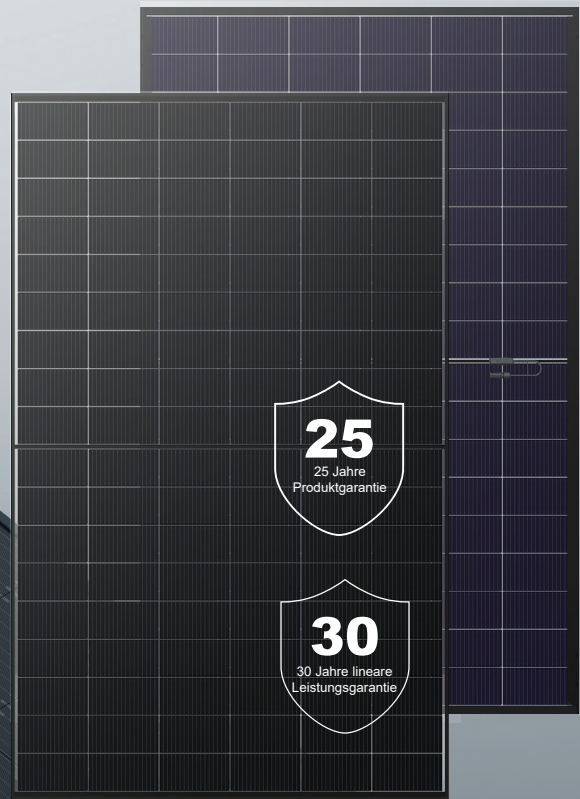 25
25 Jahre
Produktgarantie
30
30 Jahre lineare
Leistungsgarantie